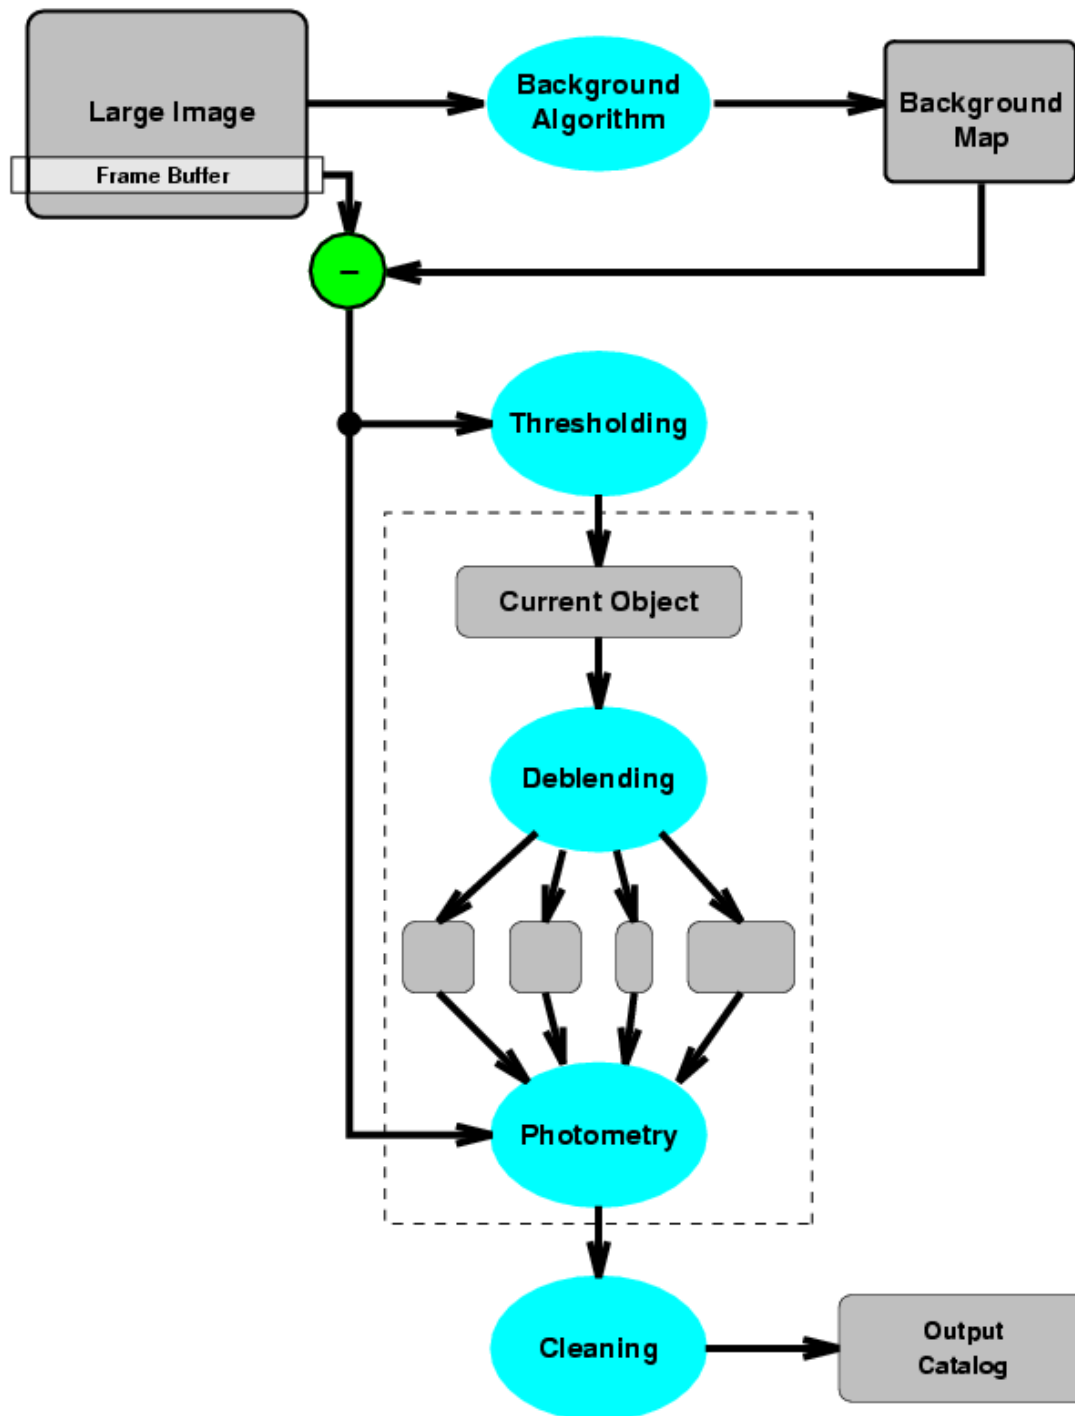 Large Image
Frame Buffer
Background
Algorithm
Background
Map
–
Thresholding
Current Object
Deblending
Photometry
Cleaning
Output
Catalog